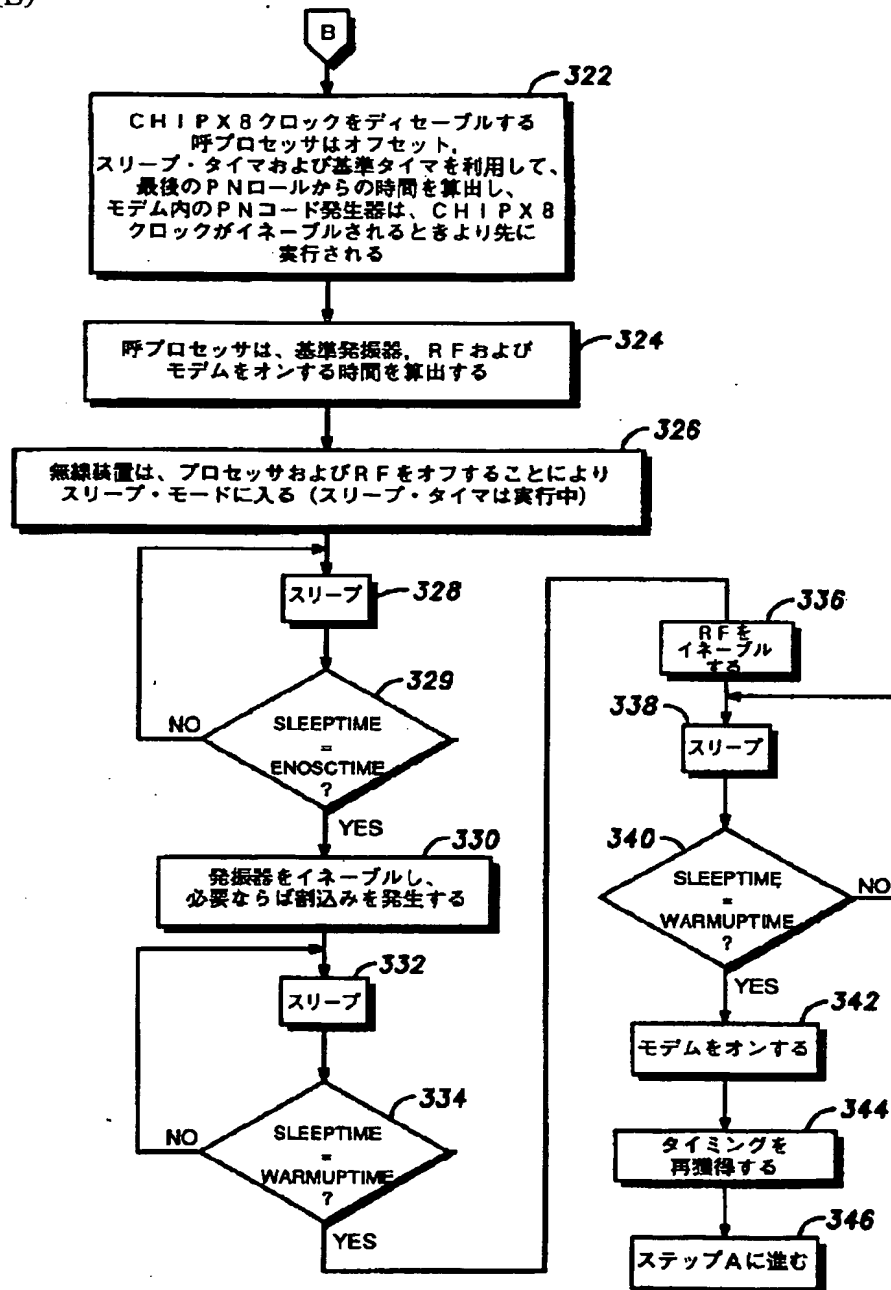 B
322
CHIPX8クロックをディセーブルする
呼プロセッサはオフセット,
スリープ・タイマおよび基準タイマを利用して、
最後のPNロールからの時間を算出し、
モデム内のPNコード発生器は、CHIPX8
クロックがイネーブルされるときより先に
実行される
324
呼プロセッサは、基準発振器,RFおよび
モデムをオンする時間を算出する
326
無線装置は、プロセッサおよびRFをオフすることにより
スリープ・モードに入る(スリープ・タイマは実行中)
328
スリープ
329
SLEEPTIME
=
ENOSCTIME
?
NO
YES
330
発振器をイネーブルし、
必要ならば割込みを発生する
332
スリープ
334
SLEEPTIME
=
WARMUPTIME
?
NO
YES
336
RFを
イネーブル
する
338
スリープ
340
SLEEPTIME
=
WARMUPTIME
?
NO
YES
342
モデムをオンする
344
タイミングを
再獲得する
346
ステップAに進む